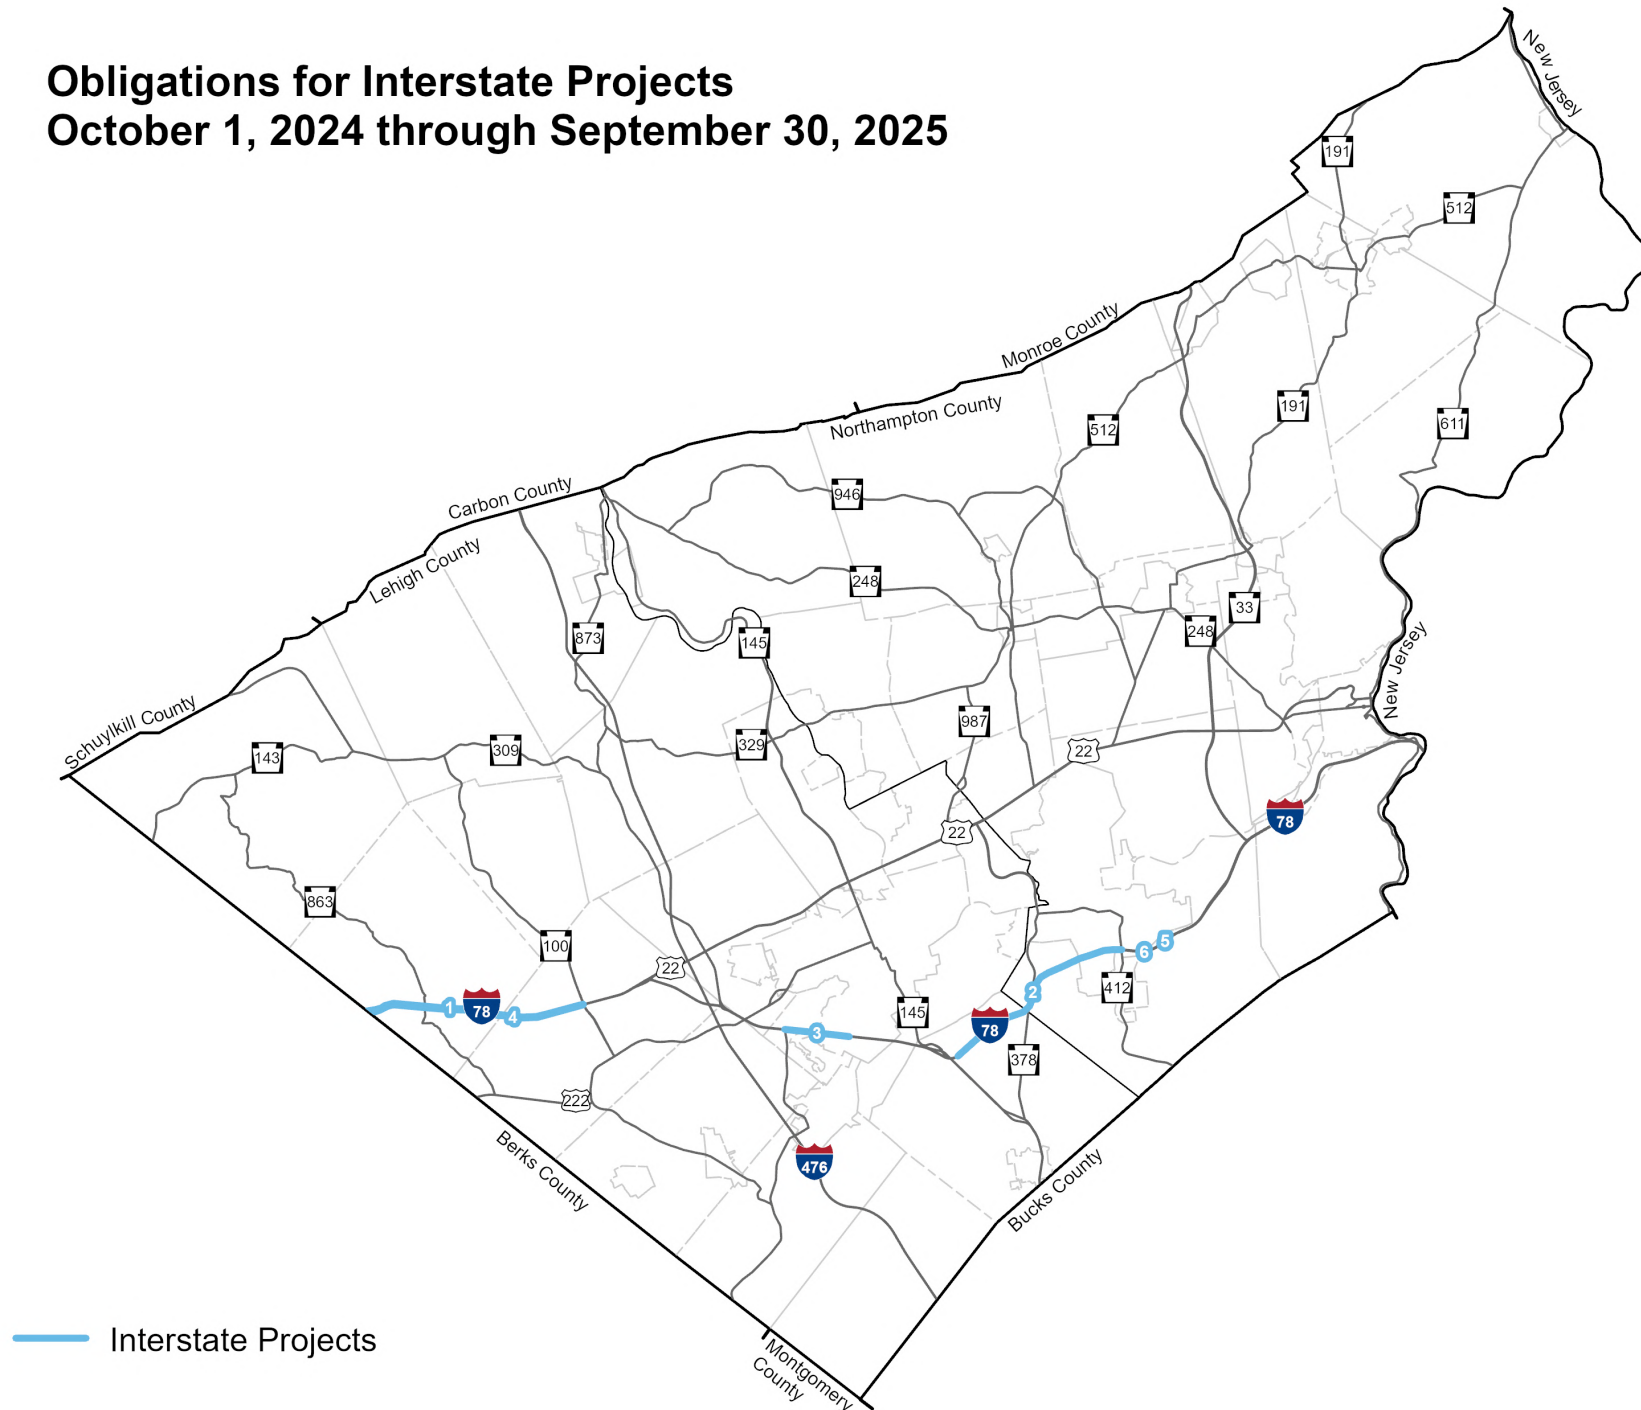 Obligations for Interstate Projects
October 1, 2024 through September 30, 2025
New Jersey
191
512
Monroe County
Northampton County
191
512
611
Carbon County
946
Lehigh County
248
33
873
145
248
New Jersey
Schuylkill County
987
143
309
329
22
78
22
863
100
22
6
5
412
2
1
78
4
3
145
78
378
222
Berks County
476
Bucks County
Interstate Projects
Montgomery
County